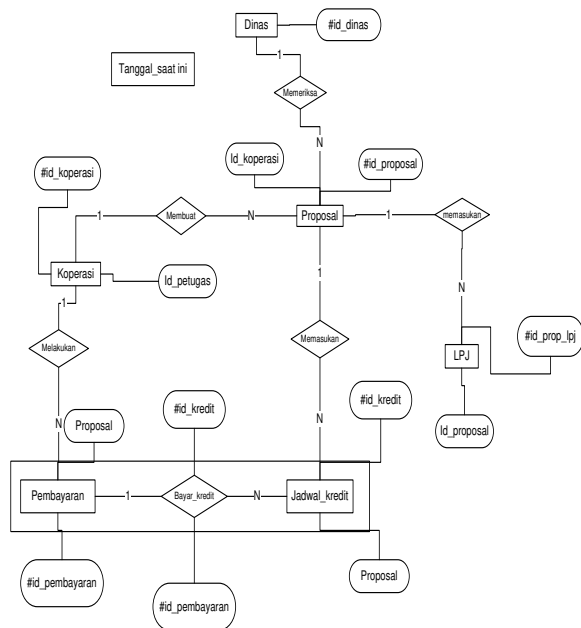 Dinas
#id_dinas
1
Tanggal_saat ini
Memeriksa
N
Id_koperasi
#id_proposal
#id_koperasi
1
Membuat
N
Proposal
1
memasukan
Koperasi
Id_petugas
1
1
N
#id_prop_lpj
Melakukan
Memasukan
LPJ
#id_kredit
#id_kredit
N
Proposal
N
Id_proposal
Pembayaran
1
Bayar_kredit
N
Jadwal_kredit
#id_pembayaran
#id_pembayaran
Proposal